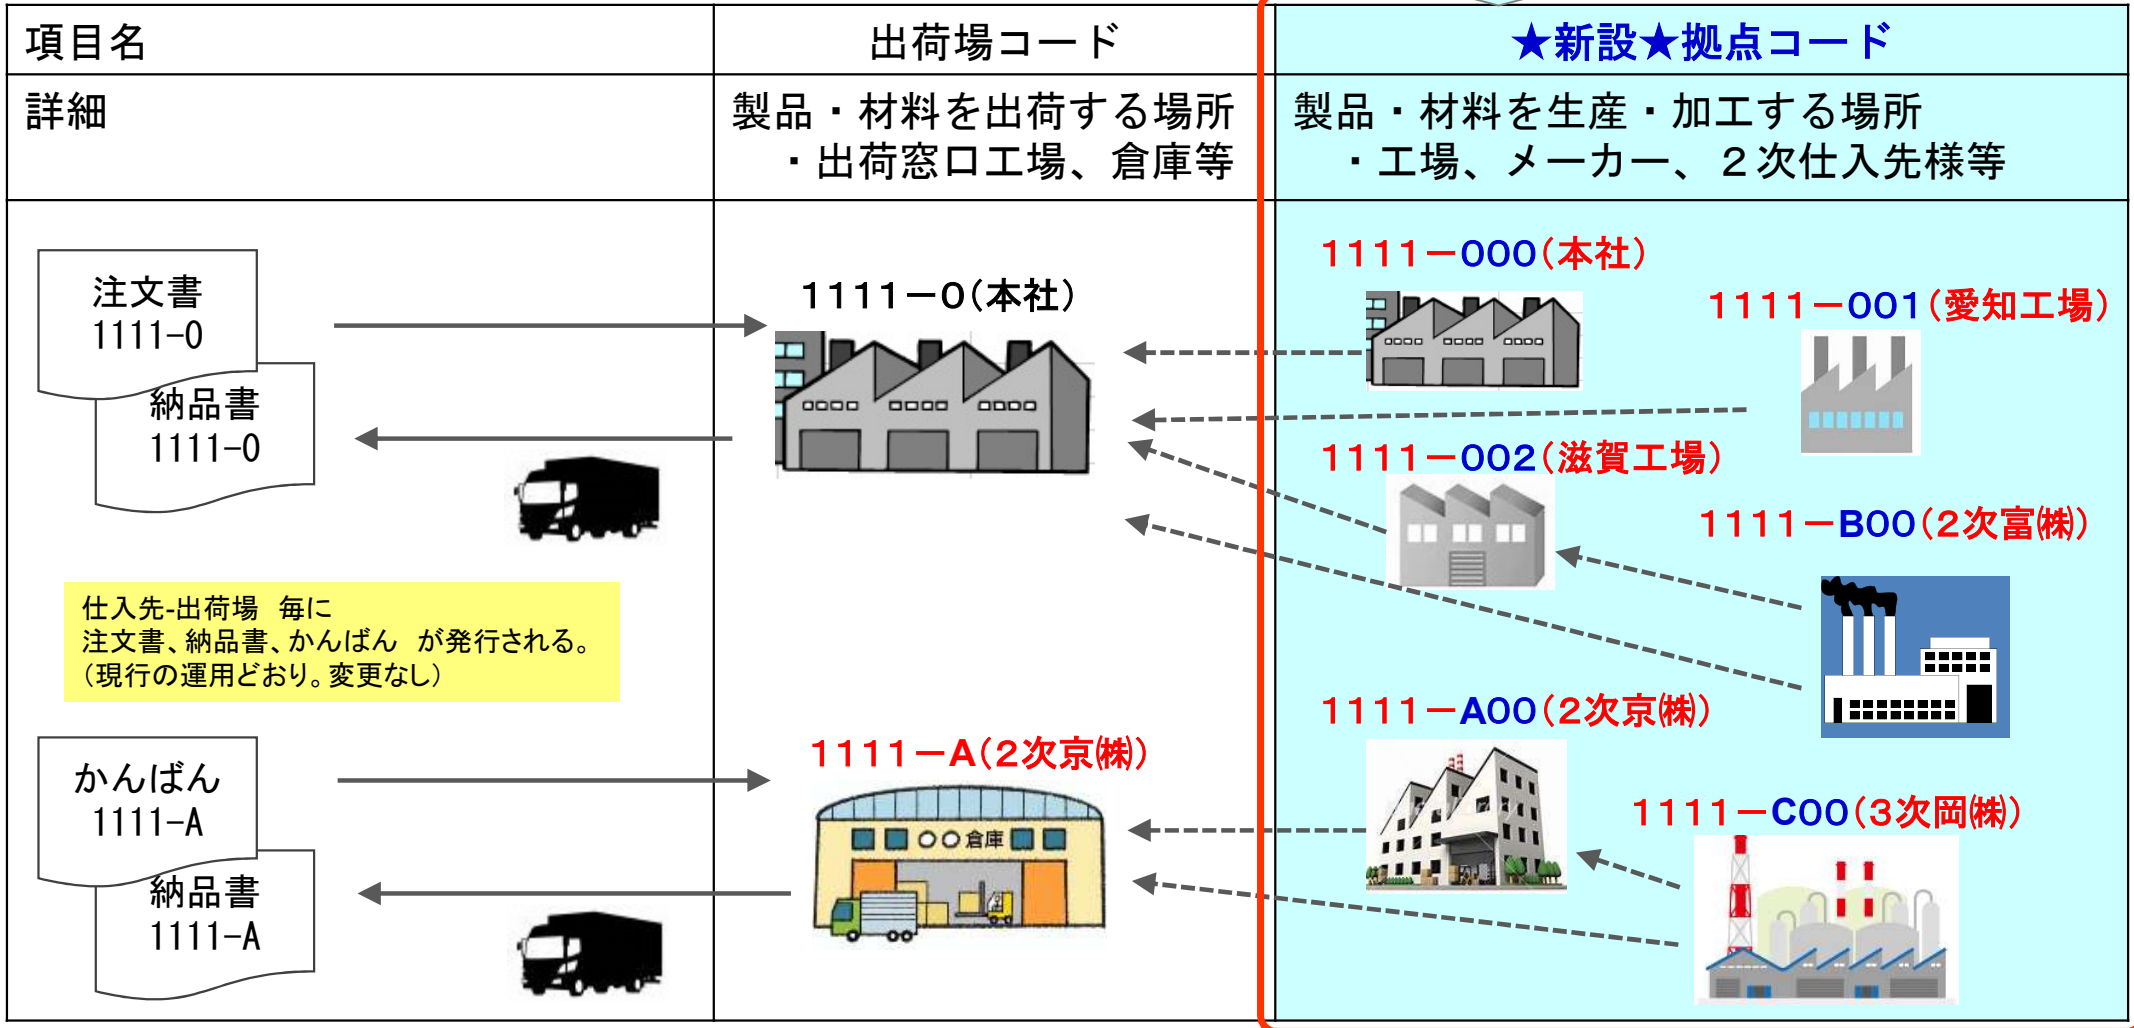 項目名
出荷場コード
★新設★拠点コード
詳細
製品・材料を出荷する場所
・出荷窓口工場、倉庫等
製品・材料を生産・加工する場所
・工場、メーカー、２次仕入先様等
注文書
1111-0
納品書
1111-0
1111－0(本社)
1111－000(本社)
1111－001(愛知工場)
1111－002(滋賀工場)
1111－B00(2次富㈱)
仕入先-出荷場　毎に
注文書、納品書、かんばん　が発行される。
(現行の運用どおり。変更なし)
かんばん
1111-A
納品書
1111-A
1111－A(2次京㈱)
〇〇倉庫
1111－A00(2次京㈱)
1111－C00(3次岡㈱)